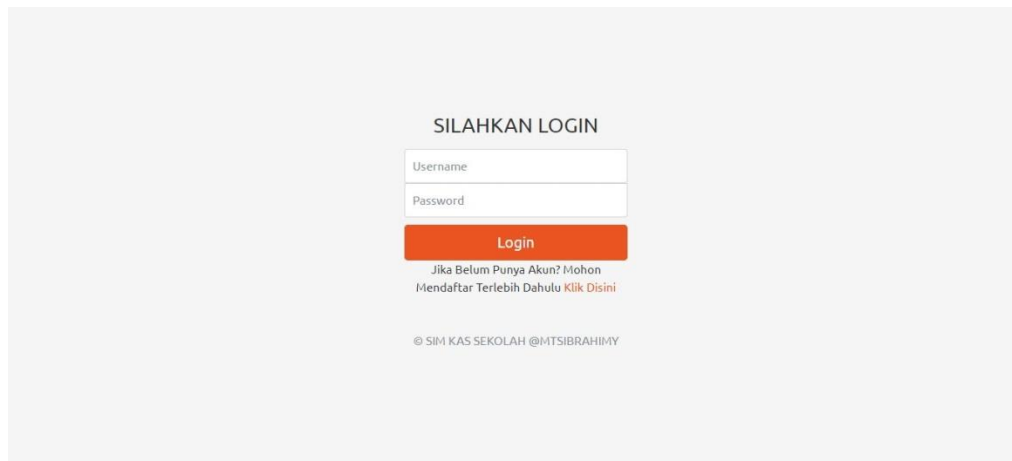 SILAHKAN LOGIN
Username
Password
Login
Jika Belum Punya Akun? Mohon
Mendaftar Terlebih Dahulu Klik Disini
© SIM KAS SEKOLAH @MTSIBRAHIMY